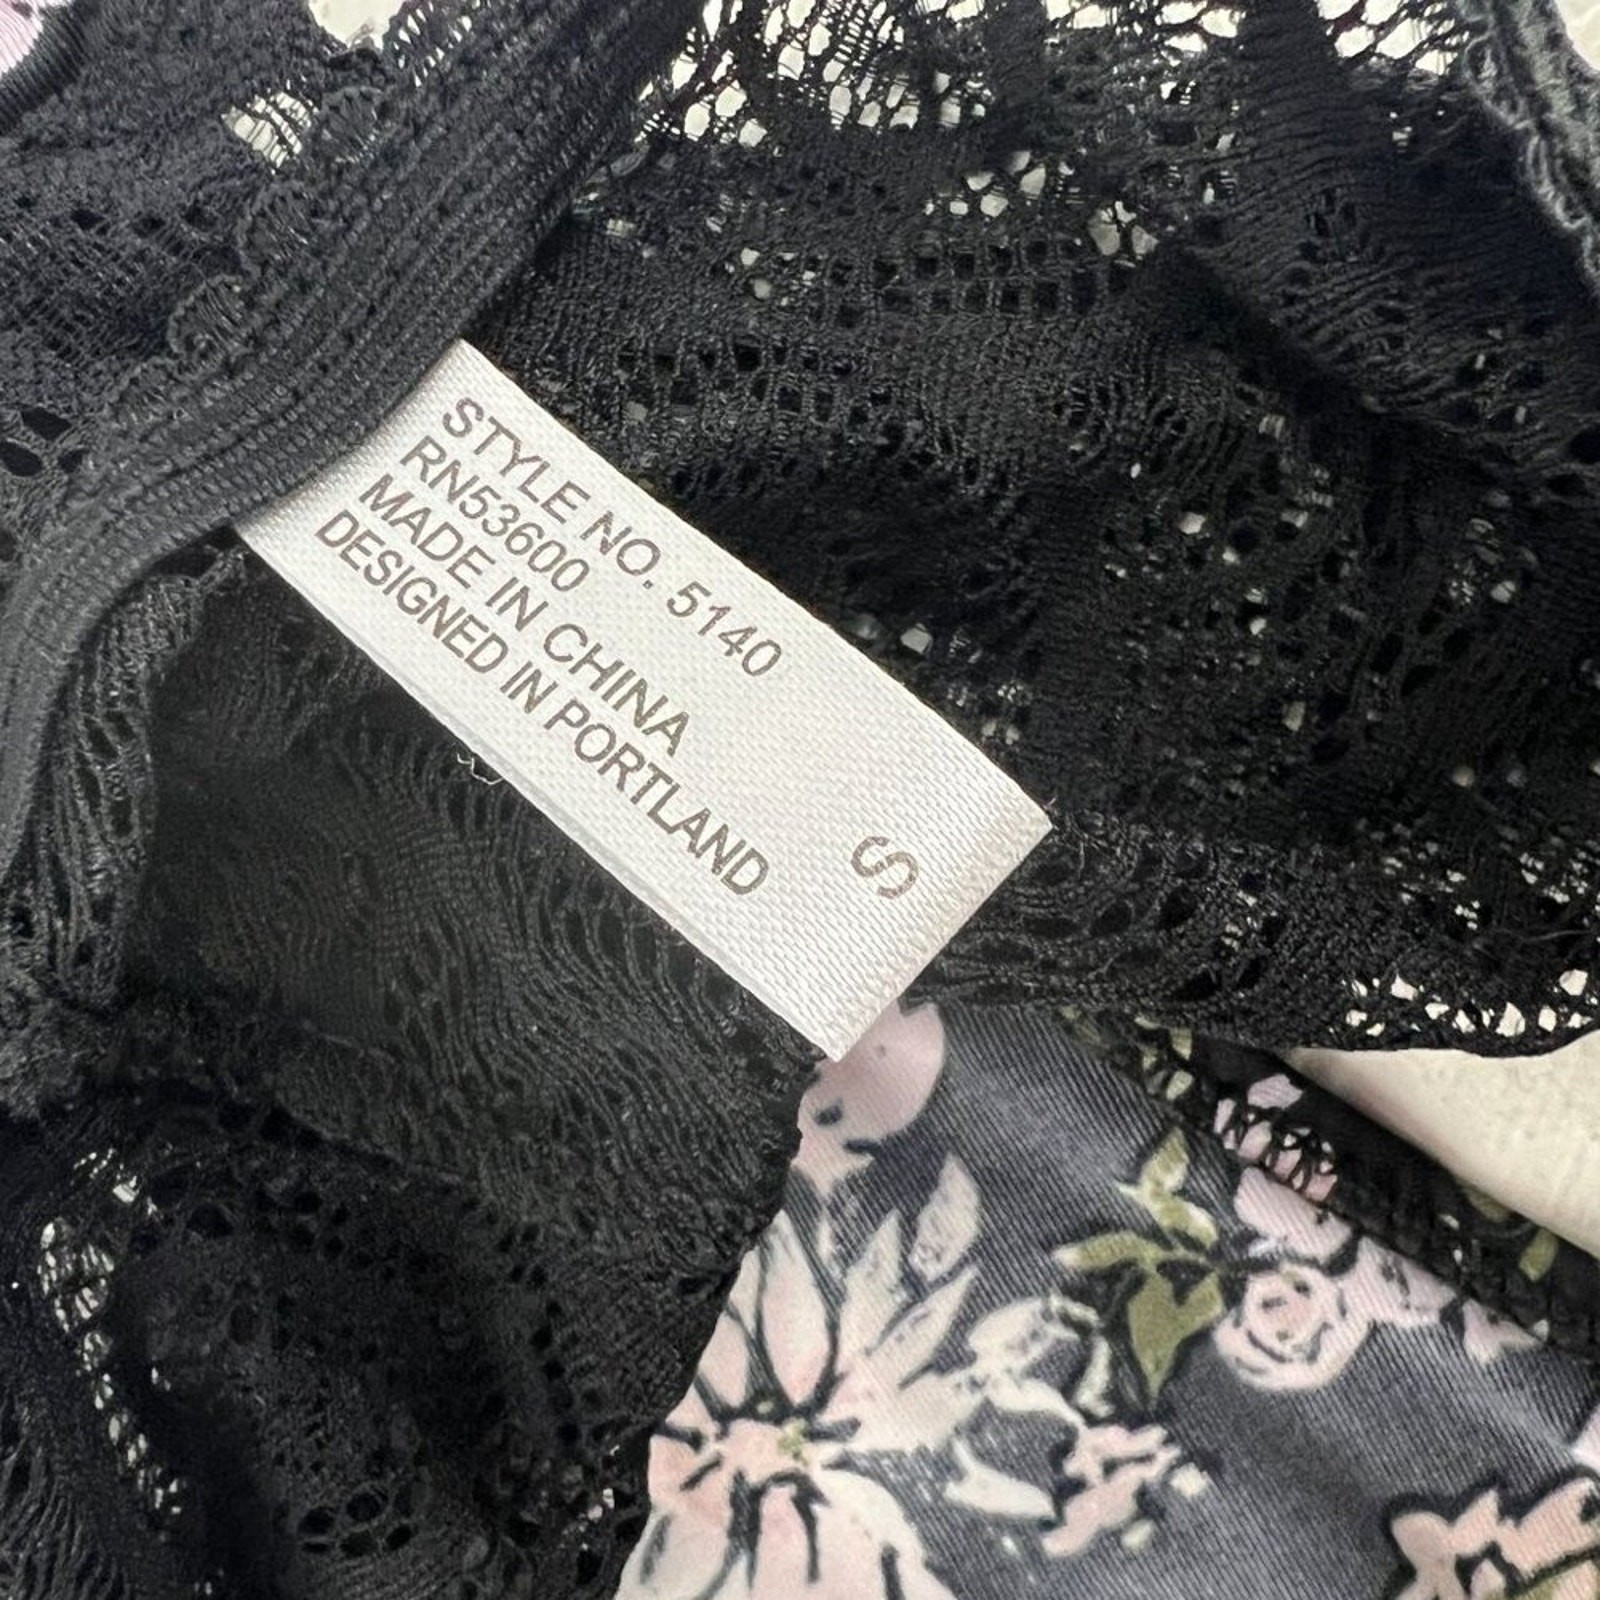 STYLE NO. 5140
RN53600
MADE IN CHINA
DESIGNED IN PORTLAND
S